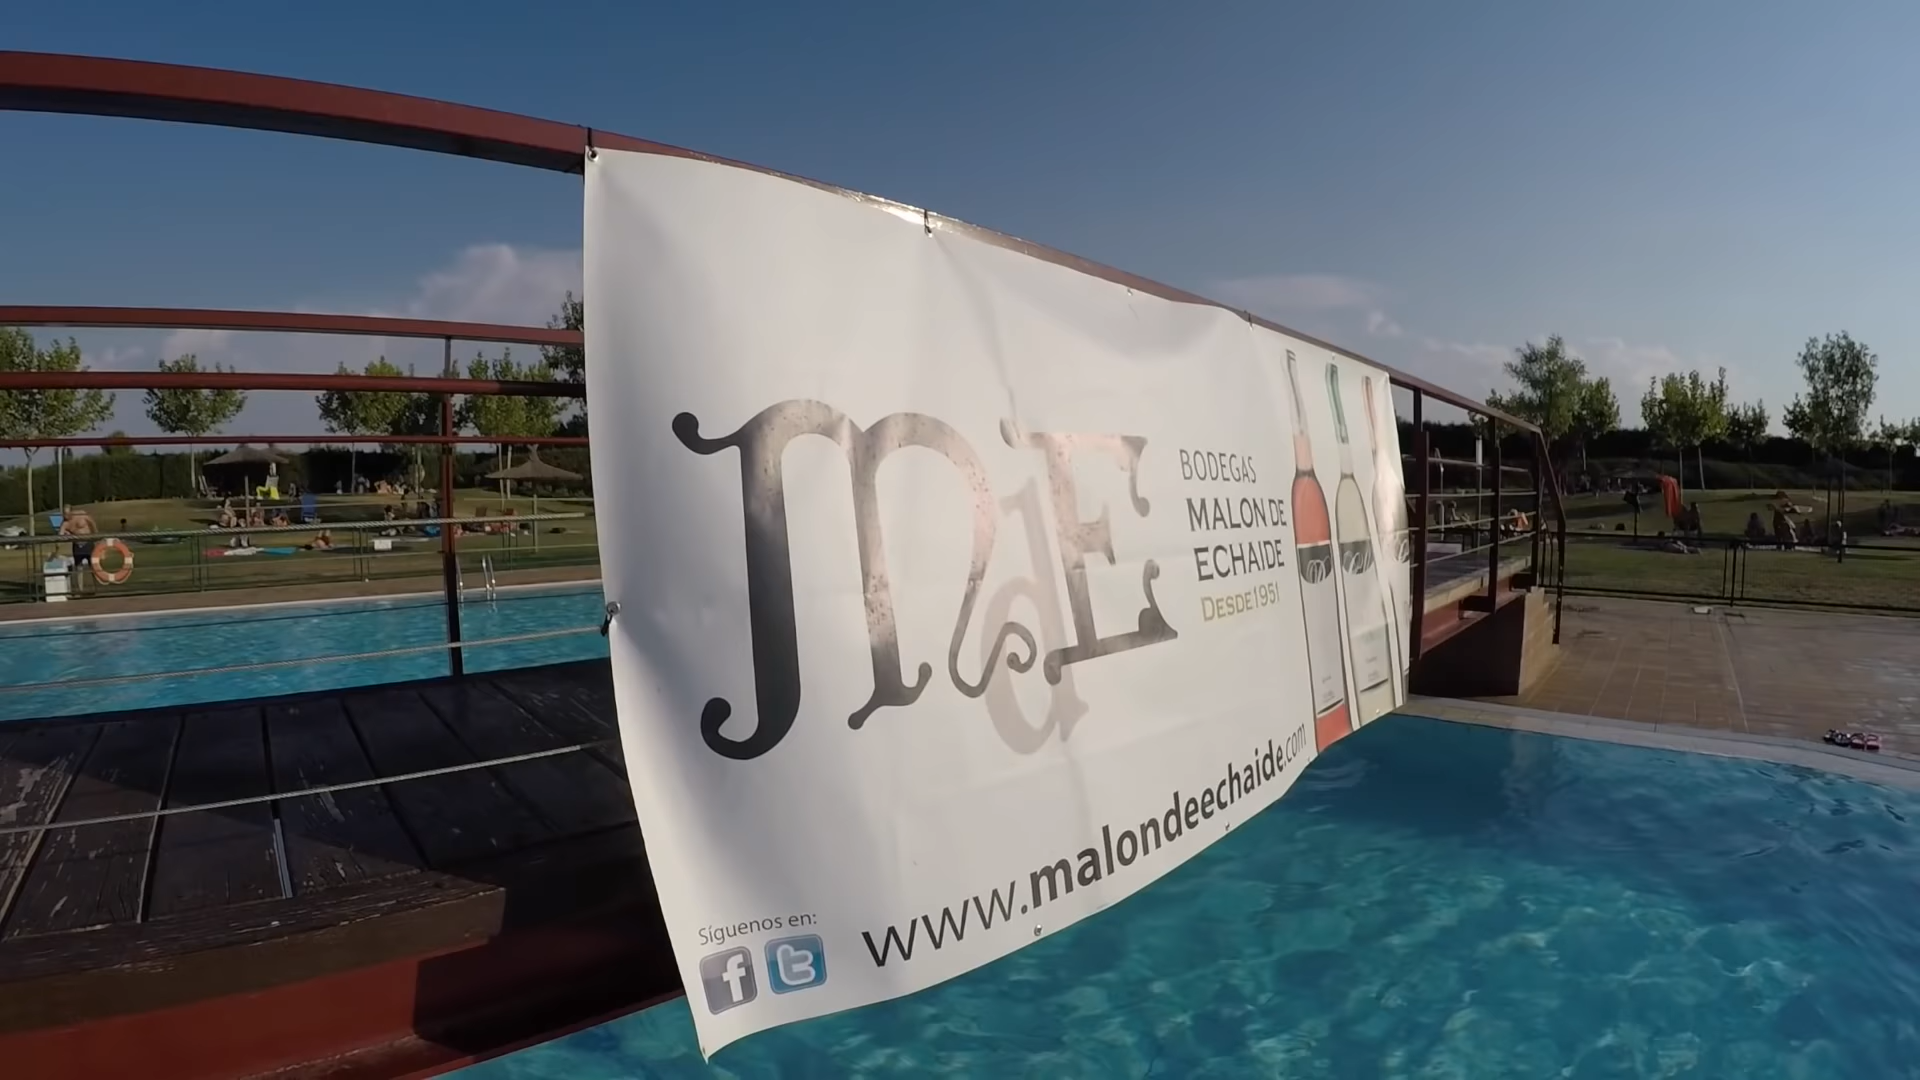 MdE
BODEGAS
MALON DE
ECHAIDE
DESDE 1951
www.malondeechaide.com
Síguenos en:
f t